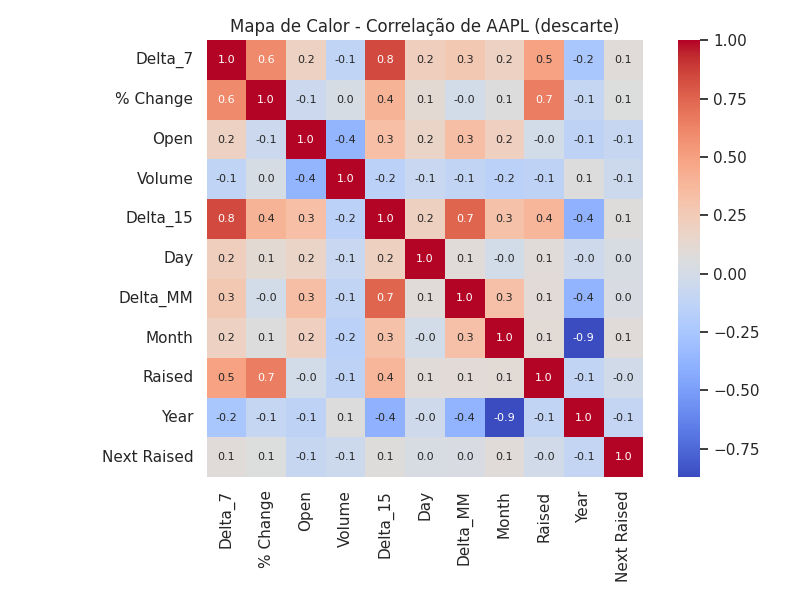 Mapa de Calor - Correlação de AAPL (descarte)
Delta_7 1.0 0.6 0.2 -0.1 0.8 0.2 0.3 0.2 0.5 -0.2 0.1
% Change 0.6 1.0 -0.1 0.0 0.4 0.1 -0.0 0.1 0.7 -0.1 0.1
Open 0.2 -0.1 1.0 -0.4 0.3 0.2 0.3 0.2 -0.0 -0.1 -0.1
Volume -0.1 0.0 -0.4 1.0 -0.2 -0.1 -0.1 -0.2 -0.1 0.1 -0.1
Delta_15 0.8 0.4 0.3 -0.2 1.0 0.2 0.7 0.3 0.4 -0.4 0.1
Day 0.2 0.1 0.2 -0.1 0.2 1.0 0.1 -0.0 0.1 -0.0 0.0
Delta_MM 0.3 -0.0 0.3 -0.1 0.7 0.1 1.0 0.3 0.1 -0.4 0.0
Month 0.2 0.1 0.2 -0.2 0.3 -0.0 0.3 1.0 0.1 -0.9 0.1
Raised 0.5 0.7 -0.0 -0.1 0.4 0.1 0.1 0.1 1.0 -0.1 -0.0
Year -0.2 -0.1 -0.1 0.1 -0.4 -0.0 -0.4 -0.9 -0.1 1.0 -0.1
Next Raised 0.1 0.1 -0.1 -0.1 0.1 0.0 0.0 0.1 -0.0 -0.1 1.0
Delta_7
% Change
Open
Volume
Delta_15
Day
Delta_MM
Month
Raised
Year
Next Raised
1.00
0.75
0.50
0.25
0.00
−0.25
−0.50
−0.75